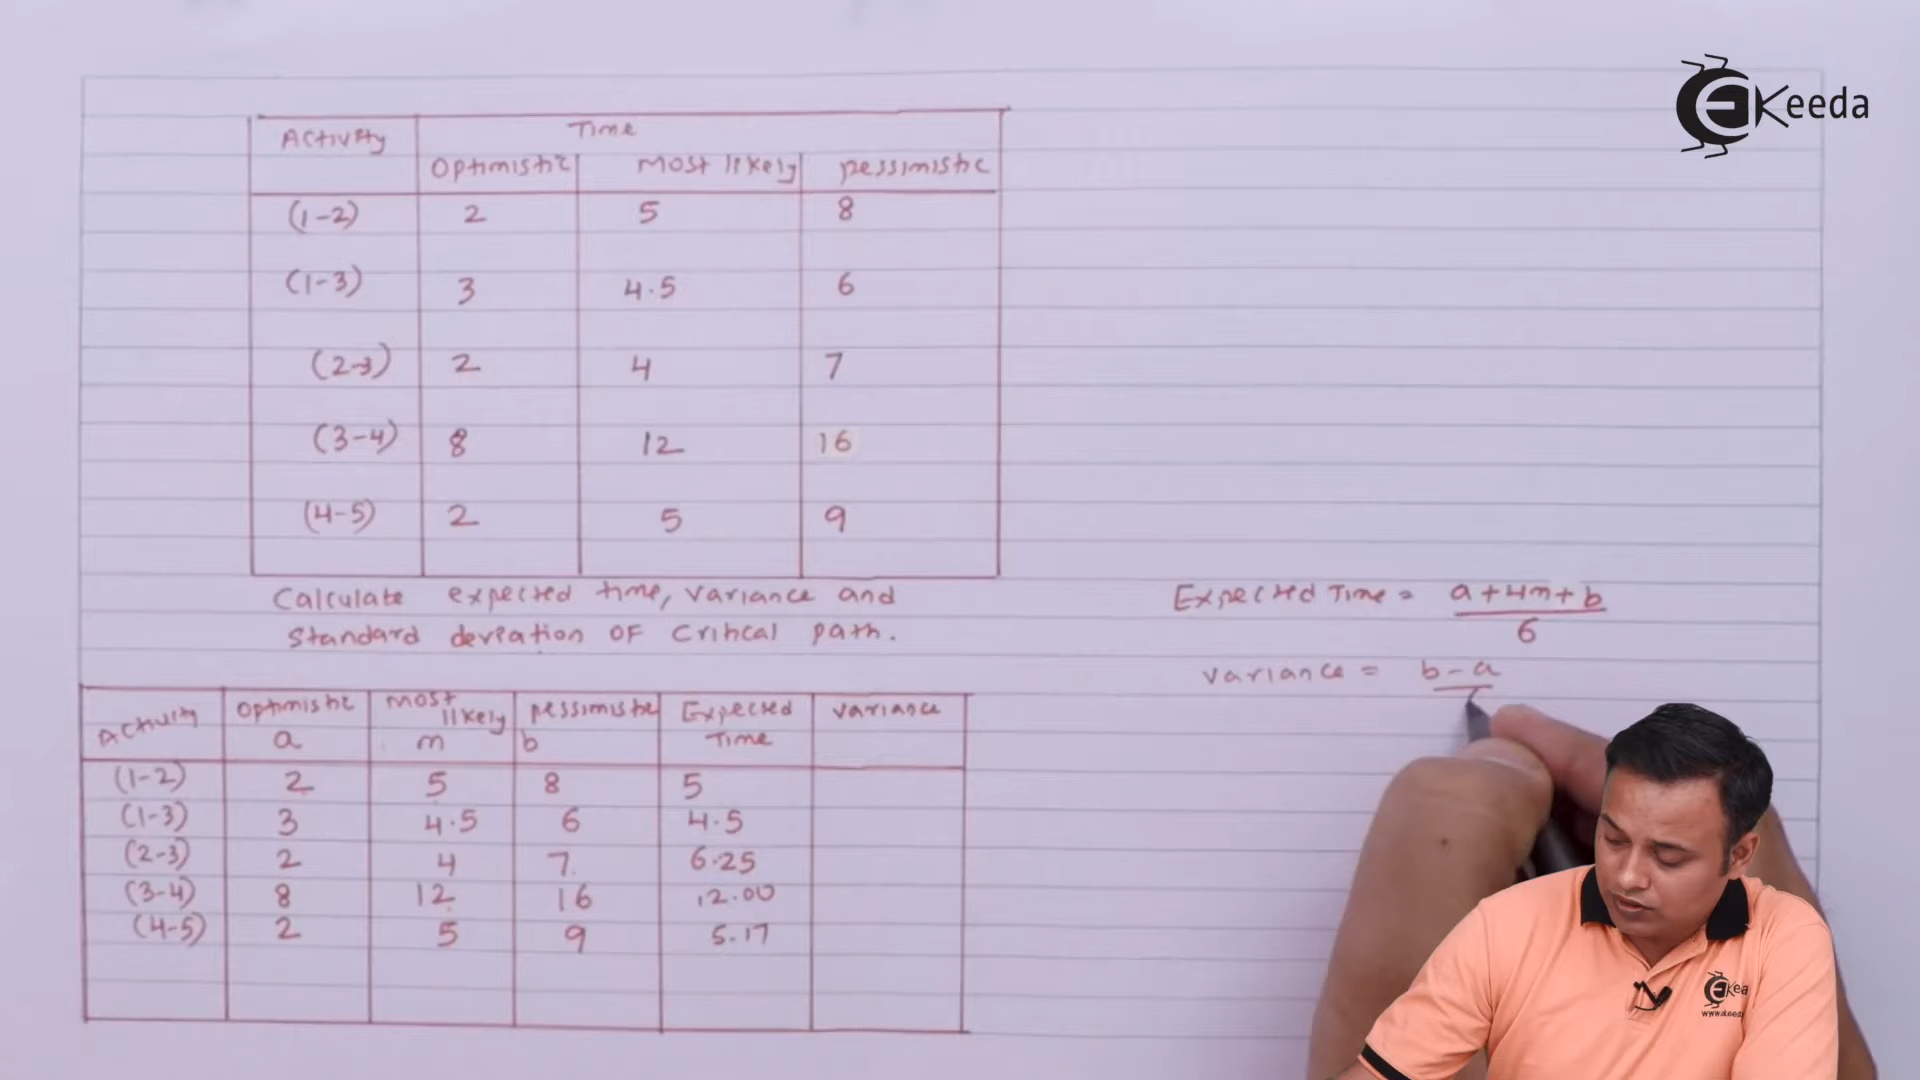 Keeda
Activity Time
Optimistic Most likely pessimistic
(1-2) 2 5 8
(1-3) 3 4.5 6
(2-3) 2 4 7
(3-4) 8 12 16
(4-5) 2 5 9
Calculate expected time, variance and
standard deviation of critical path.
Expected Time = a+4m+b
6
variance = b-a
Activity Optimistic most likely pessimistic Expected Time variance
a m b
(1-2) 2 5 8 5
(1-3) 3 4.5 6 4.5
(2-3) 2 4 7 6.25
(3-4) 8 12 16 12.00
(4-5) 2 5 9 5.17